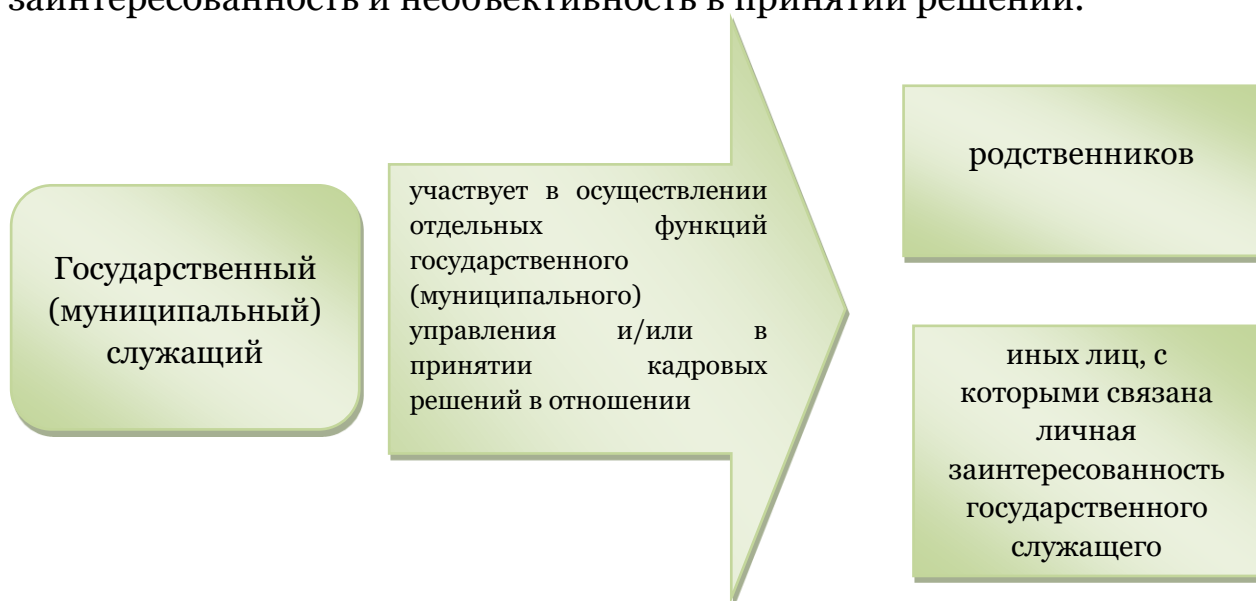 заинтересованность и необъективность в принятии решений.
Государственный
(муниципальный)
служащий
участвует в осуществлении
отдельных функций
государственного
(муниципального)
управления и/или в
принятии кадровых
решений в отношении
родственников
иных лиц, с
которыми связана
личная
заинтересованность
государственного
служащего